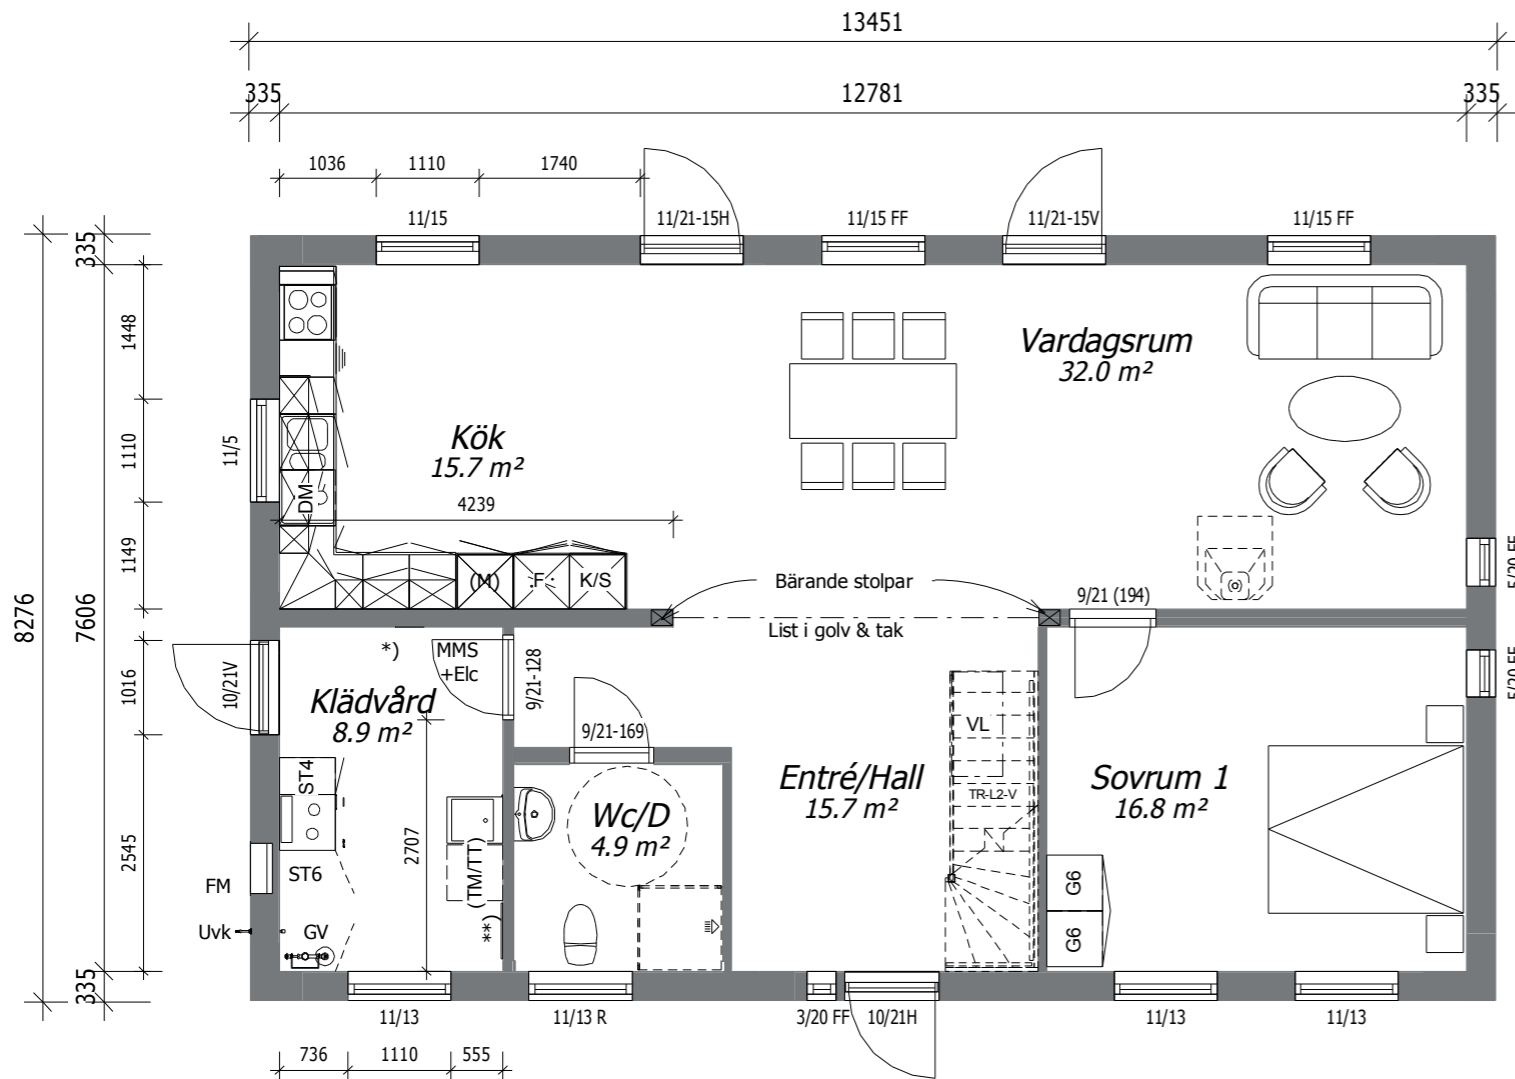 13451
335 12781 335
1036 1110 1740
11/15 11/21-15H 11/15 FF 11/21-15V 11/15 FF
8276
335
7606
335
1448
1110
1149
1016
2545
11/5
Vardagsrum
32.0 m²
Kök
15.7 m²
DM
4239
(M) F K/S
Bärande stolpar
List i golv & tak
9/21 (194)
5/20 FF
5/20 FF
10/21V
*)
MMS
+Elc
9/21-128
Klädvård
8.9 m²
9/21-169
VL
TR-L2-V
ST4
ST6
2707
(TM/TT)
**)
Wc/D
4.9 m²
Entré/Hall
15.7 m²
Sovrum 1
16.8 m²
G6
G6
FM
Uvk
GV
11/13 11/13 R 3/20 FF 10/21H 11/13 11/13
736 1110 555